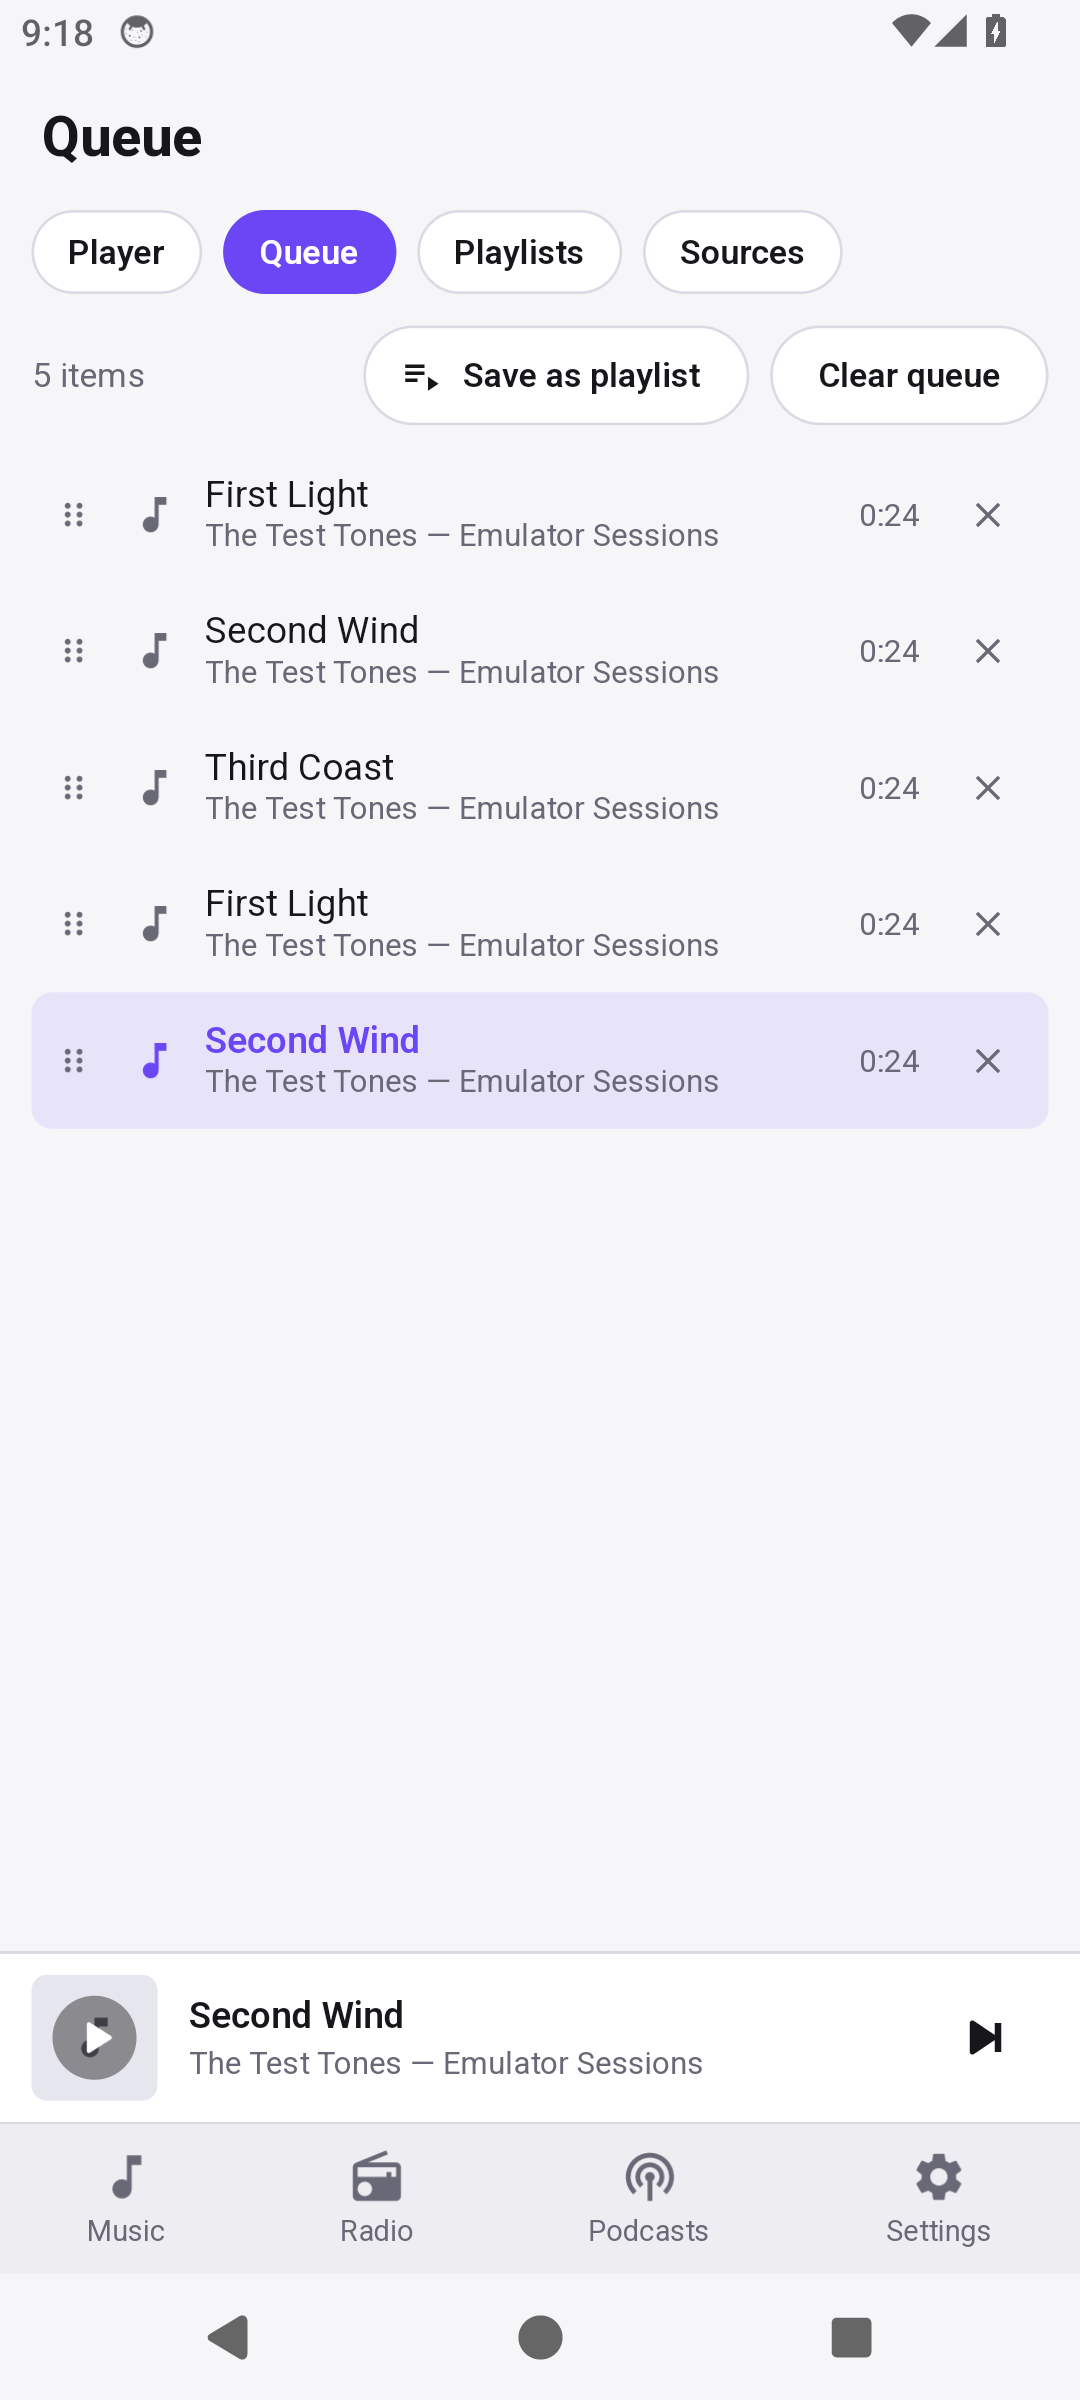 9:18
Queue
Player
Queue
Playlists
Sources
5 items
Save as playlist
Clear queue
First Light
The Test Tones — Emulator Sessions
0:24
Second Wind
The Test Tones — Emulator Sessions
0:24
Third Coast
The Test Tones — Emulator Sessions
0:24
First Light
The Test Tones — Emulator Sessions
0:24
Second Wind
The Test Tones — Emulator Sessions
0:24
Second Wind
The Test Tones — Emulator Sessions
Music
Radio
Podcasts
Settings